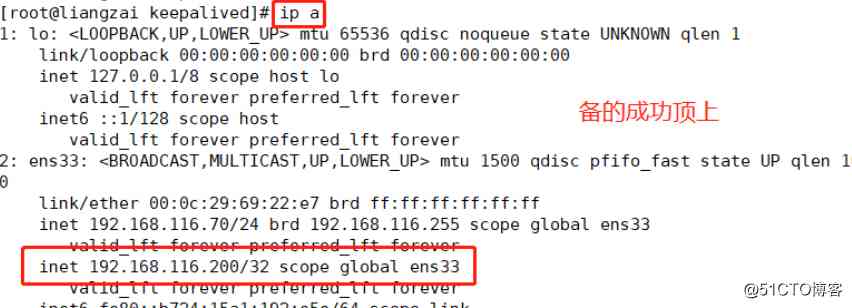 [root@liangzai keepalived]# ip a
1: lo: <LOOPBACK,UP,LOWER_UP> mtu 65536 qdisc noqueue state UNKNOWN qlen 1
link/loopback 00:00:00:00:00:00 brd 00:00:00:00:00:00
inet 127.0.0.1/8 scope host lo
valid_lft forever preferred_lft forever
inet6 ::1/128 scope host
备的成功顶上
valid_lft forever preferred_lft forever
2: ens33: <BROADCAST,MULTICAST,UP,LOWER_UP> mtu 1500 qdisc pfifo_fast state UP qlen 10
0
link/ether 00:0c:29:69:22:e7 brd ff:ff:ff:ff:ff:ff
inet 192.168.116.70/24 brd 192.168.116.255 scope global ens33
valid_lft forever preferred_lft forever
inet 192.168.116.200/32 scope global ens33
valid_lft forever preferred_lft forever
@51CTO博客